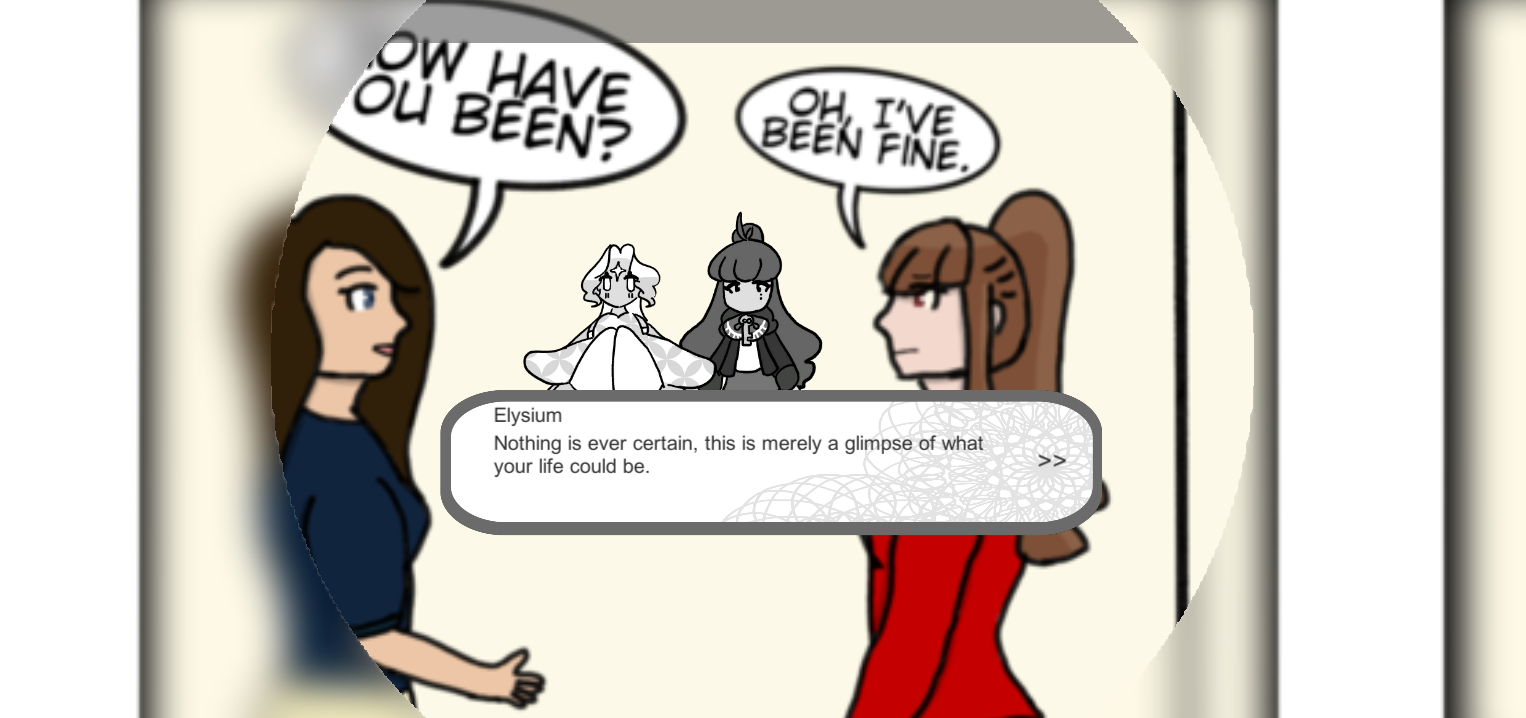 OW HAVE
OU BEEN?
OH, I'VE
BEEN FINE.
Elysium
Nothing is ever certain, this is merely a glimpse of what
your life could be.
>>